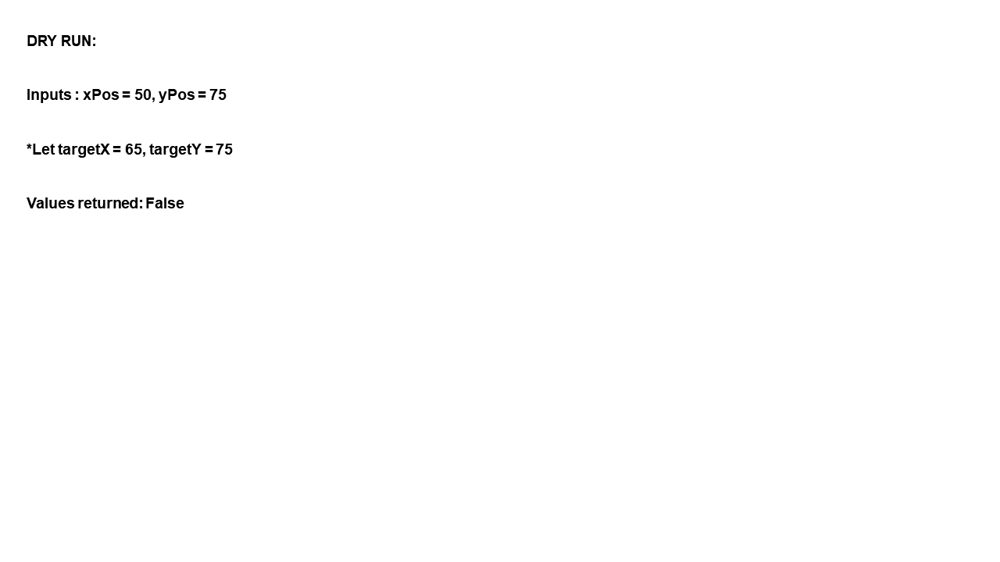 DRY RUN:
Inputs : xPos = 50, yPos = 75
*Let targetX = 65, targetY = 75
Values returned: False